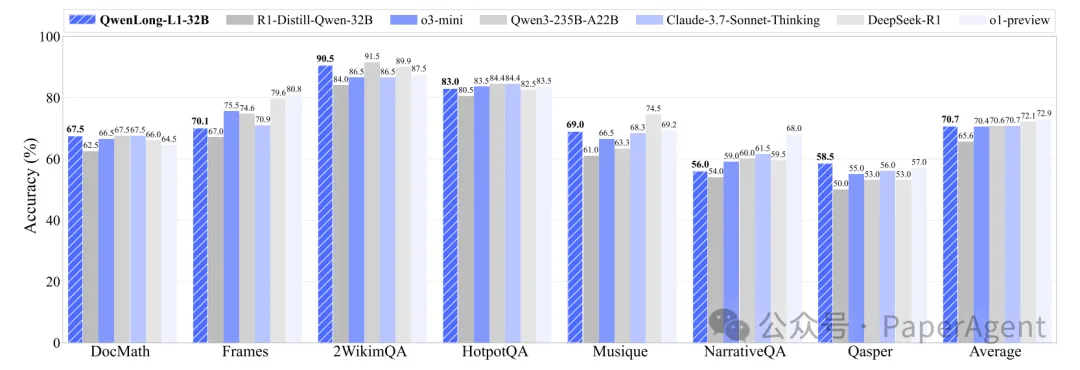 QwenLong-L1-32B R1-Distill-Qwen-32B o3-mini Qwen3-235B-A22B Claude-3.7-Sonnet-Thinking DeepSeek-R1 o1-preview
Accuracy (%)
100
80
60
40
20
0
67.5 62.5 66.5 67.5 67.5 66.0 64.5
70.1 67.0 75.5 74.6 70.9 79.6 80.8
90.5 84.0 86.5 91.5 86.5 89.9 87.5
83.0 80.5 83.5 84.4 84.4 82.5 83.5
69.0 61.0 66.5 63.3 68.3 74.5 69.2
56.0 54.0 59.0 60.0 61.5 59.5 68.0
58.5 50.0 55.0 53.0 56.0 53.0 57.0
70.7 65.6 70.4 70.6 70.7 72.1 72.9
公众号 · PaperAgent
DocMath Frames 2WikimQA HotpotQA Musique NarrativeQA Qasper Average